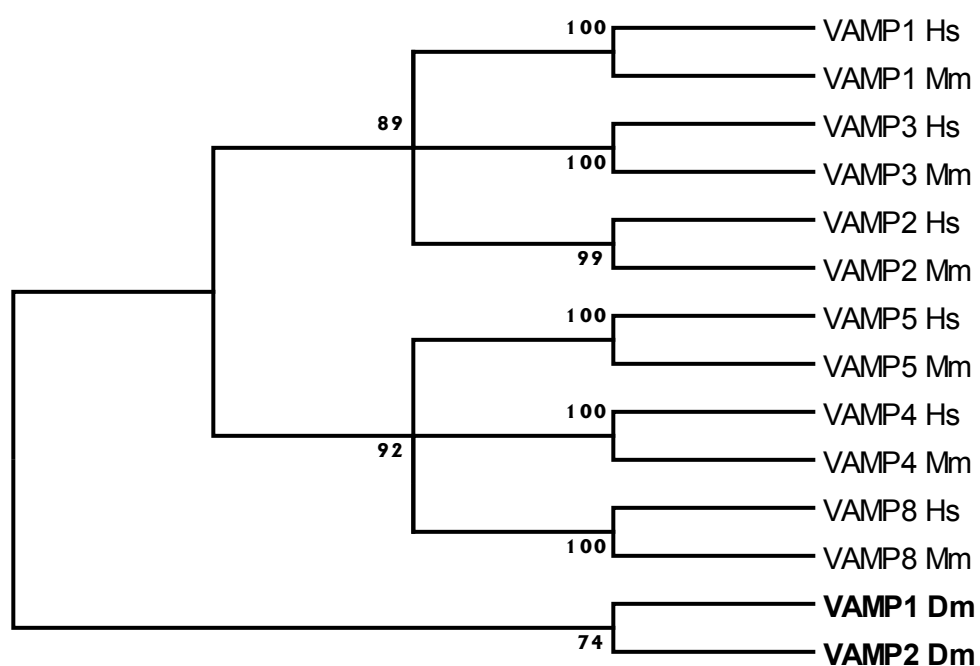 100
VAMP1 Hs
VAMP1 Mm
89
VAMP3 Hs
100
VAMP3 Mm
VAMP2 Hs
99
VAMP2 Mm
100
VAMP5 Hs
VAMP5 Mm
100
VAMP4 Hs
92
VAMP4 Mm
VAMP8 Hs
100
VAMP8 Mm
VAMP1 Dm
74
VAMP2 Dm